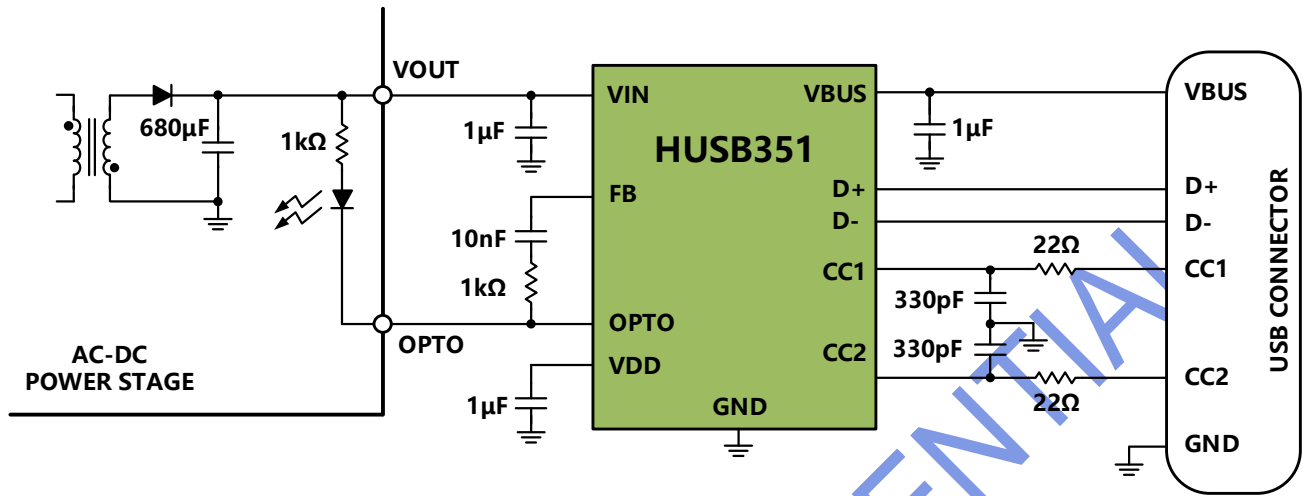 VOUT
680µF
1kΩ
OPTO
AC-DC
POWER STAGE
1µF
10nF
1kΩ
1µF
VIN
FB
OPTO
VDD
HUSB351
GND
VBUS
D+
D-
CC1
CC2
1µF
22Ω
330pF
330pF
22Ω
VBUS
D+
D-
CC1
CC2
GND
USB CONNECTOR
ENTIAL